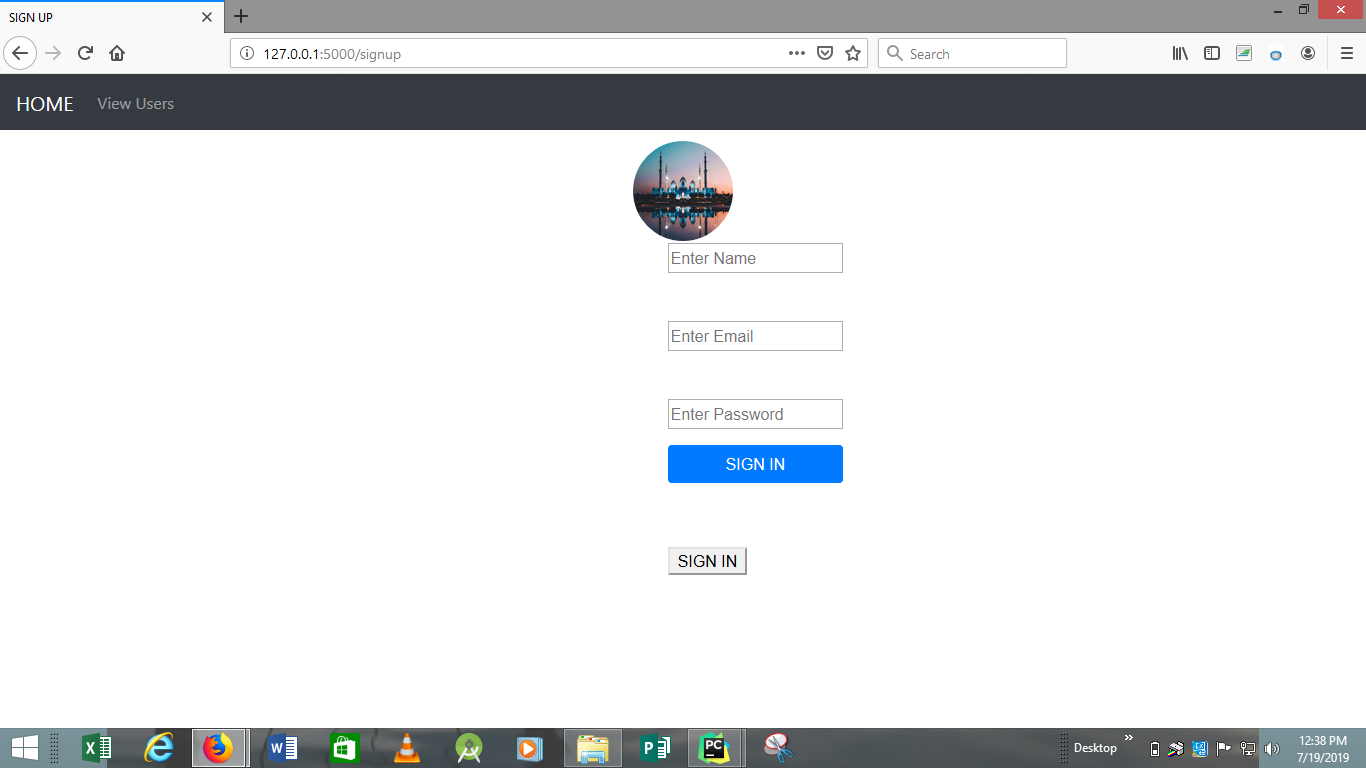 SIGN UP
127.0.0.1:5000/signup
Search
HOME View Users
Enter Name
Enter Email
Enter Password
SIGN IN
SIGN IN
Desktop
12:38 PM
7/19/2019